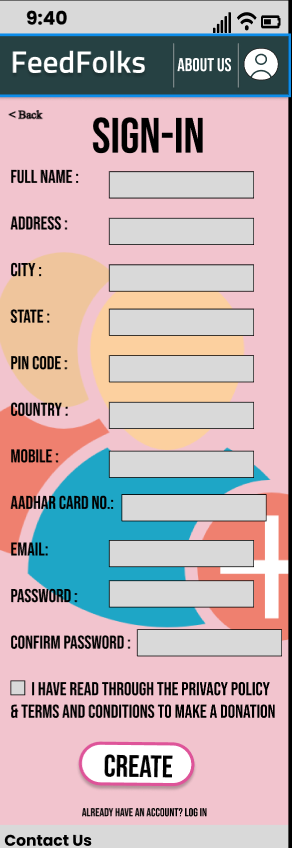 9:40
FeedFolks
ABOUT US
< Back
SIGN-IN
FULL NAME :
ADDRESS :
CITY :
STATE :
PIN CODE :
COUNTRY :
MOBILE :
AADHAR CARD NO.:
EMAIL:
PASSWORD :
CONFIRM PASSWORD :
I HAVE READ THROUGH THE PRIVACY POLICY
& TERMS AND CONDITIONS TO MAKE A DONATION
CREATE
ALREADY HAVE AN ACCOUNT? LOG IN
Contact Us